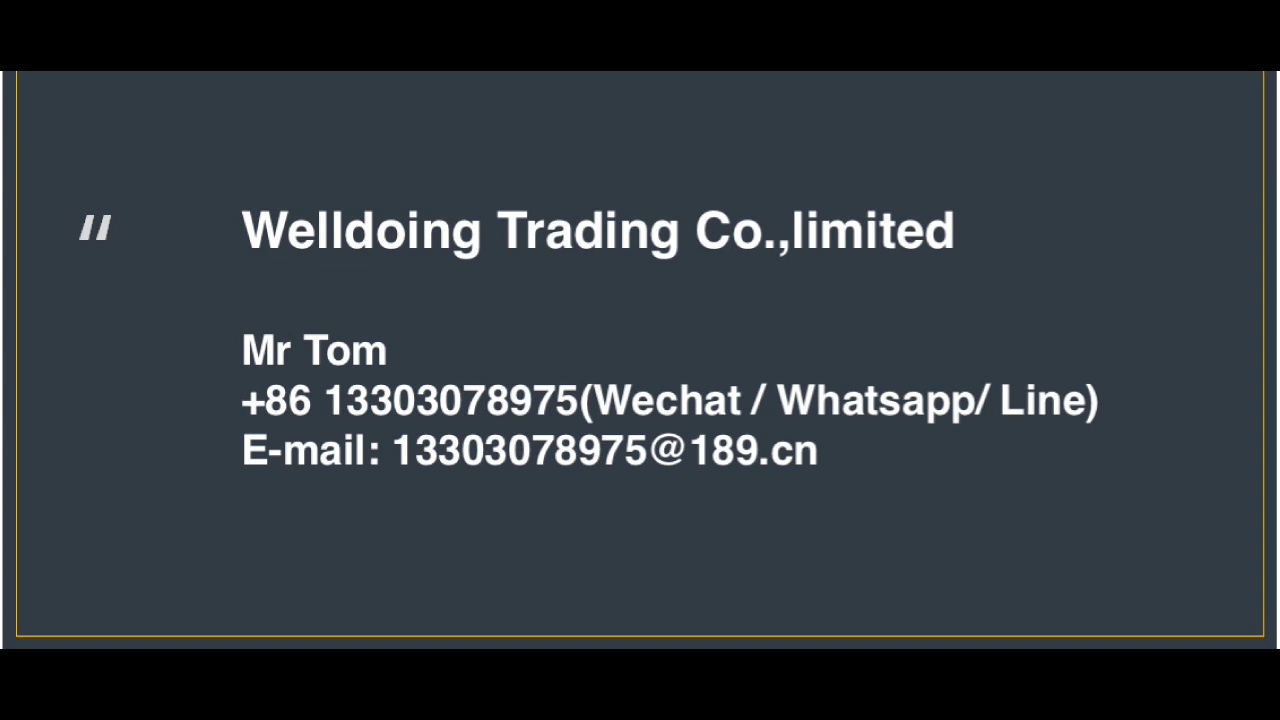 "
Welldoing Trading Co.,limited
Mr Tom
+86 13303078975(Wechat / Whatsapp/ Line)
E-mail: 13303078975@189.cn